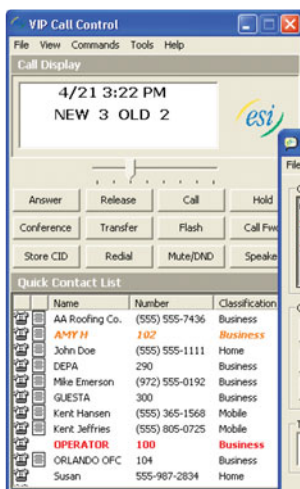 VIP Call Control
File View Commands Tools Help
Call Display
4/21 3:22 PM
NEW 3 OLD 2
esi
File
Answer Release Call Hold
Conference Transfer Flash Call Fwd
Store CID Redial Mute/DND Speake
Quick Contact List
Name Number Classification
AA Roofing Co. (555) 555-7436 Business
AMY H 102 Business
John Doe (555) 555-1111 Home
DEPA 290 Business
Mike Emerson (972) 555-0192 Business
GUESTA 300 Business
Kent Hansen (555) 365-1568 Mobile
Kent Jeffries (555) 805-0725 Mobile
OPERATOR 100 Business
ORLANDO OFC 104 Business
Susan 555-987-2834 Home